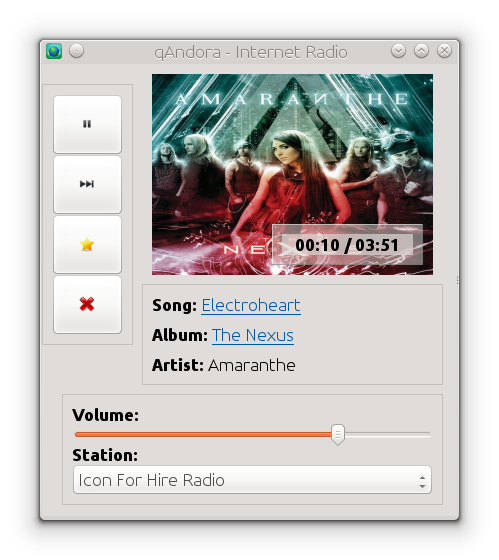 qAndora - Internet Radio
AMARANTHE
00:10 / 03:51
Song: Electroheart
Album: The Nexus
Artist: Amaranthe
Volume:
Station:
Icon For Hire Radio